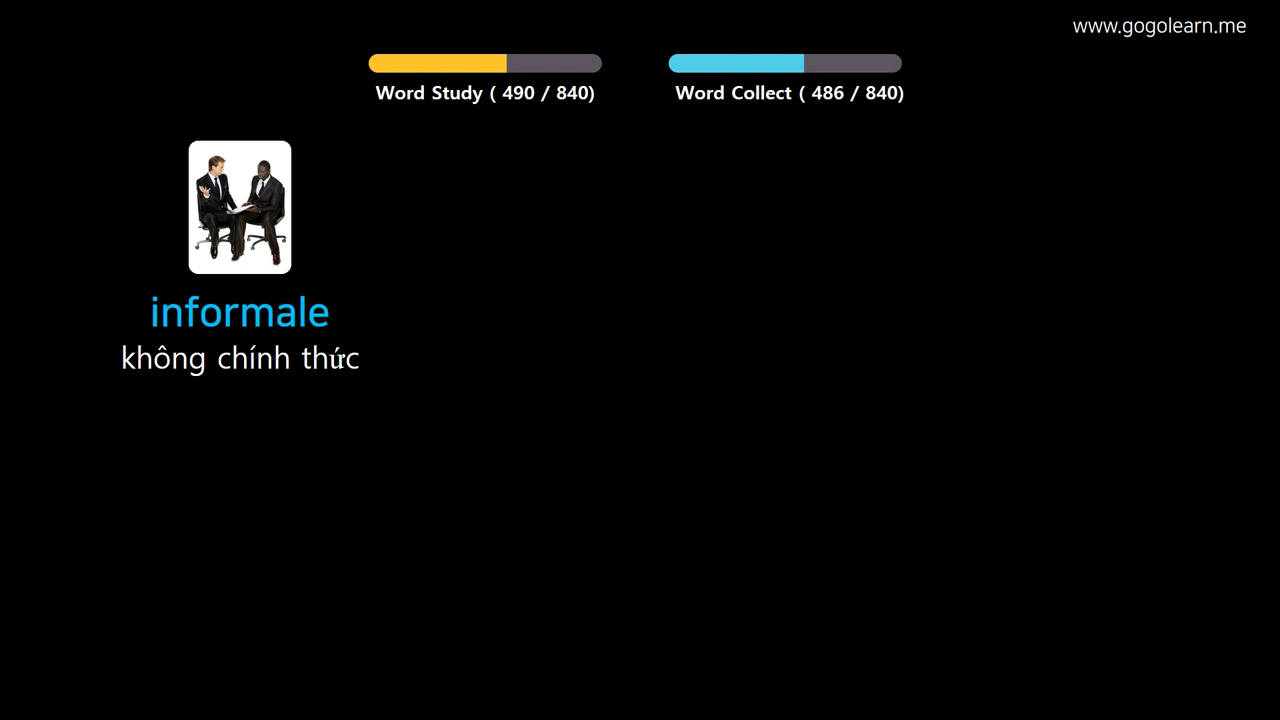 www.gogolearn.me
Word Study ( 490 / 840)
Word Collect ( 486 / 840)
informale
không chính thức